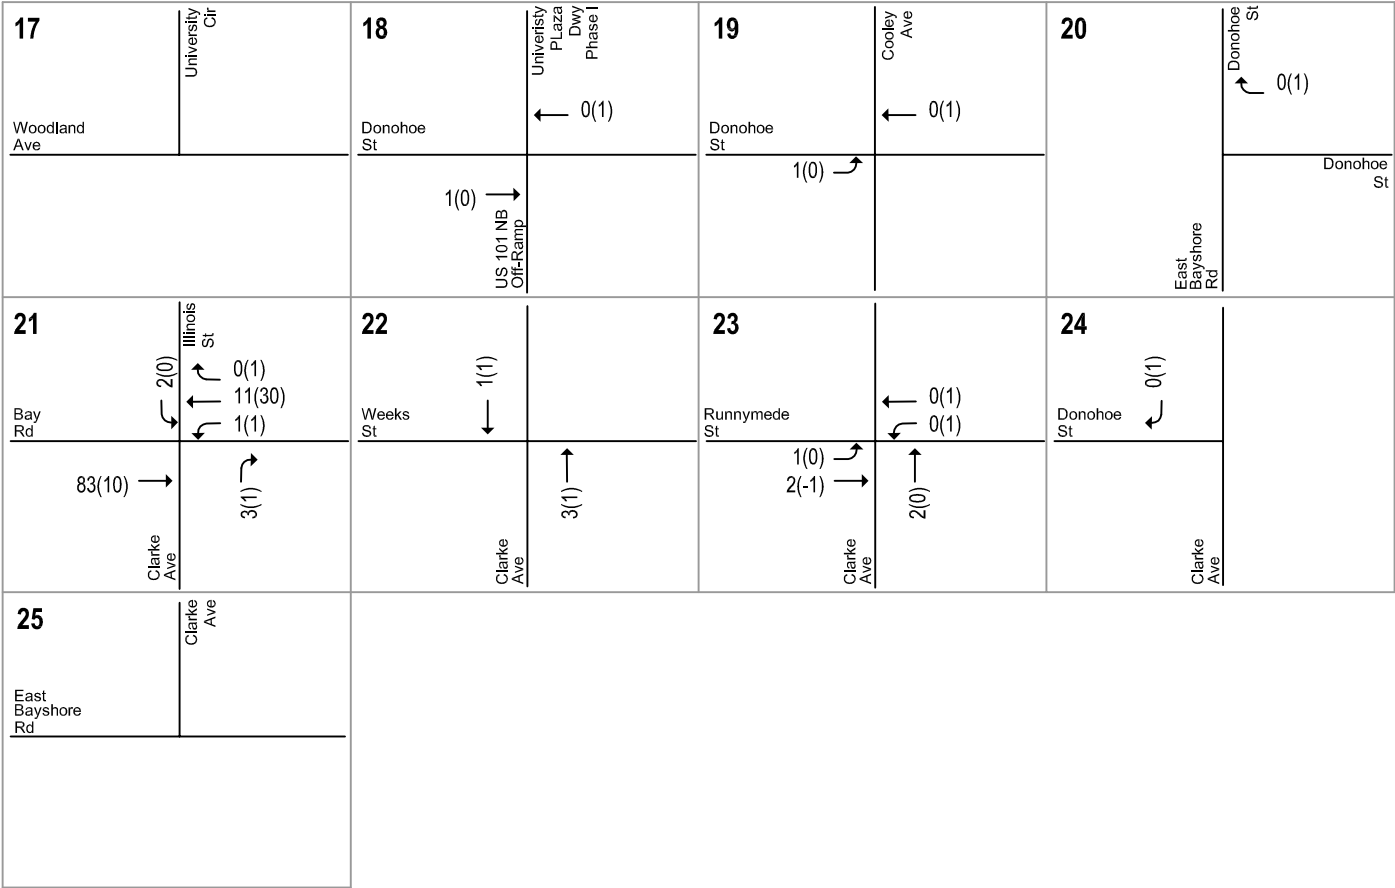 17
University
Cir
Woodland
Ave
18
Univeristy
PLaza
Dwy
Phase I
0(1)
Donohoe
St
1(0)
US 101 NB
Off-Ramp
19
Cooley
Ave
0(1)
Donohoe
St
1(0)
20
Donohoe
St
0(1)
Donohoe
St
East
Bayshore
Rd
21
Illinois
St
2(0)
0(1)
11(30)
1(1)
Bay
Rd
83(10)
3(1)
Clarke
Ave
22
1(1)
Weeks
St
3(1)
Clarke
Ave
23
0(1)
0(1)
Runnymede
St
1(0)
2(-1)
2(0)
Clarke
Ave
24
0(1)
Donohoe
St
Clarke
Ave
25
Clarke
Ave
East
Bayshore
Rd